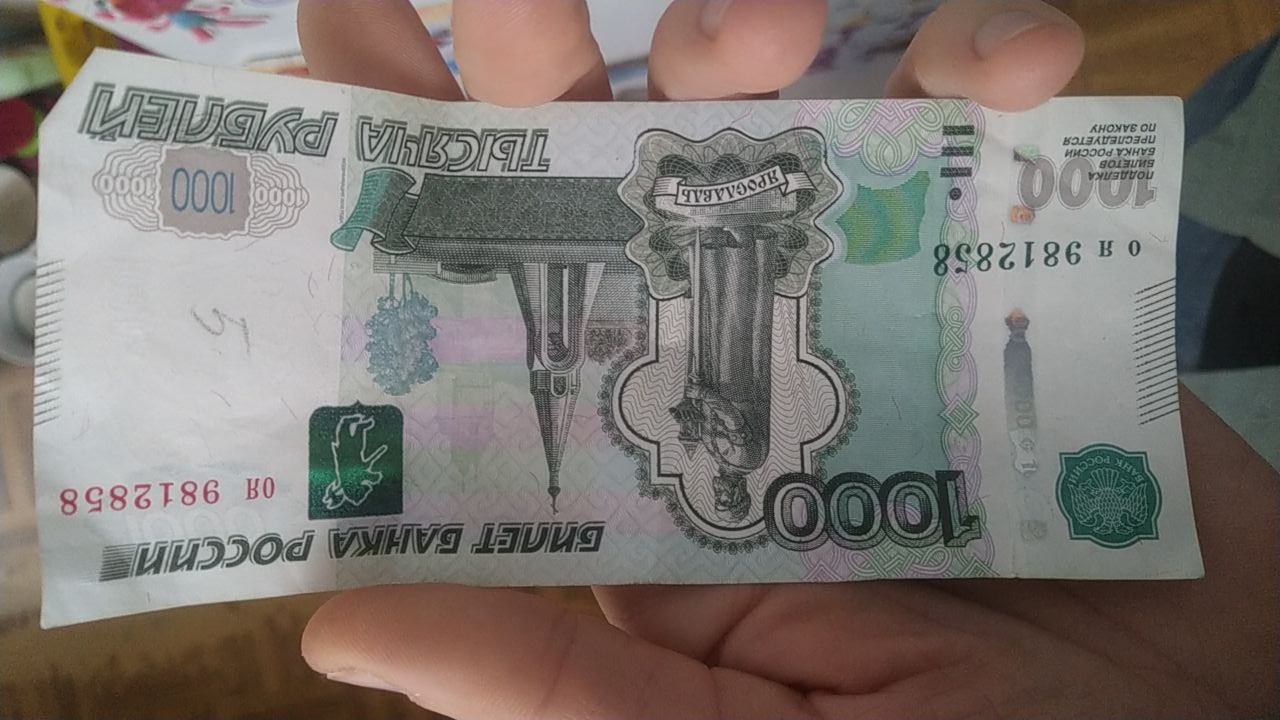 БИЛЕТ БАНКА РОССИИ
1000
оя 9812858
БАНК РОССИИ
5
ЯРОСЛАВЛЬ
оя 9812858
1000
1000
1000
1000
ТЫСЯЧА РУБЛЕЙ
ПОДДЕЛКА
БИЛЕТОВ
БАНКА РОССИИ
ПРЕСЛЕДУЕТСЯ
ПО ЗАКОНУ